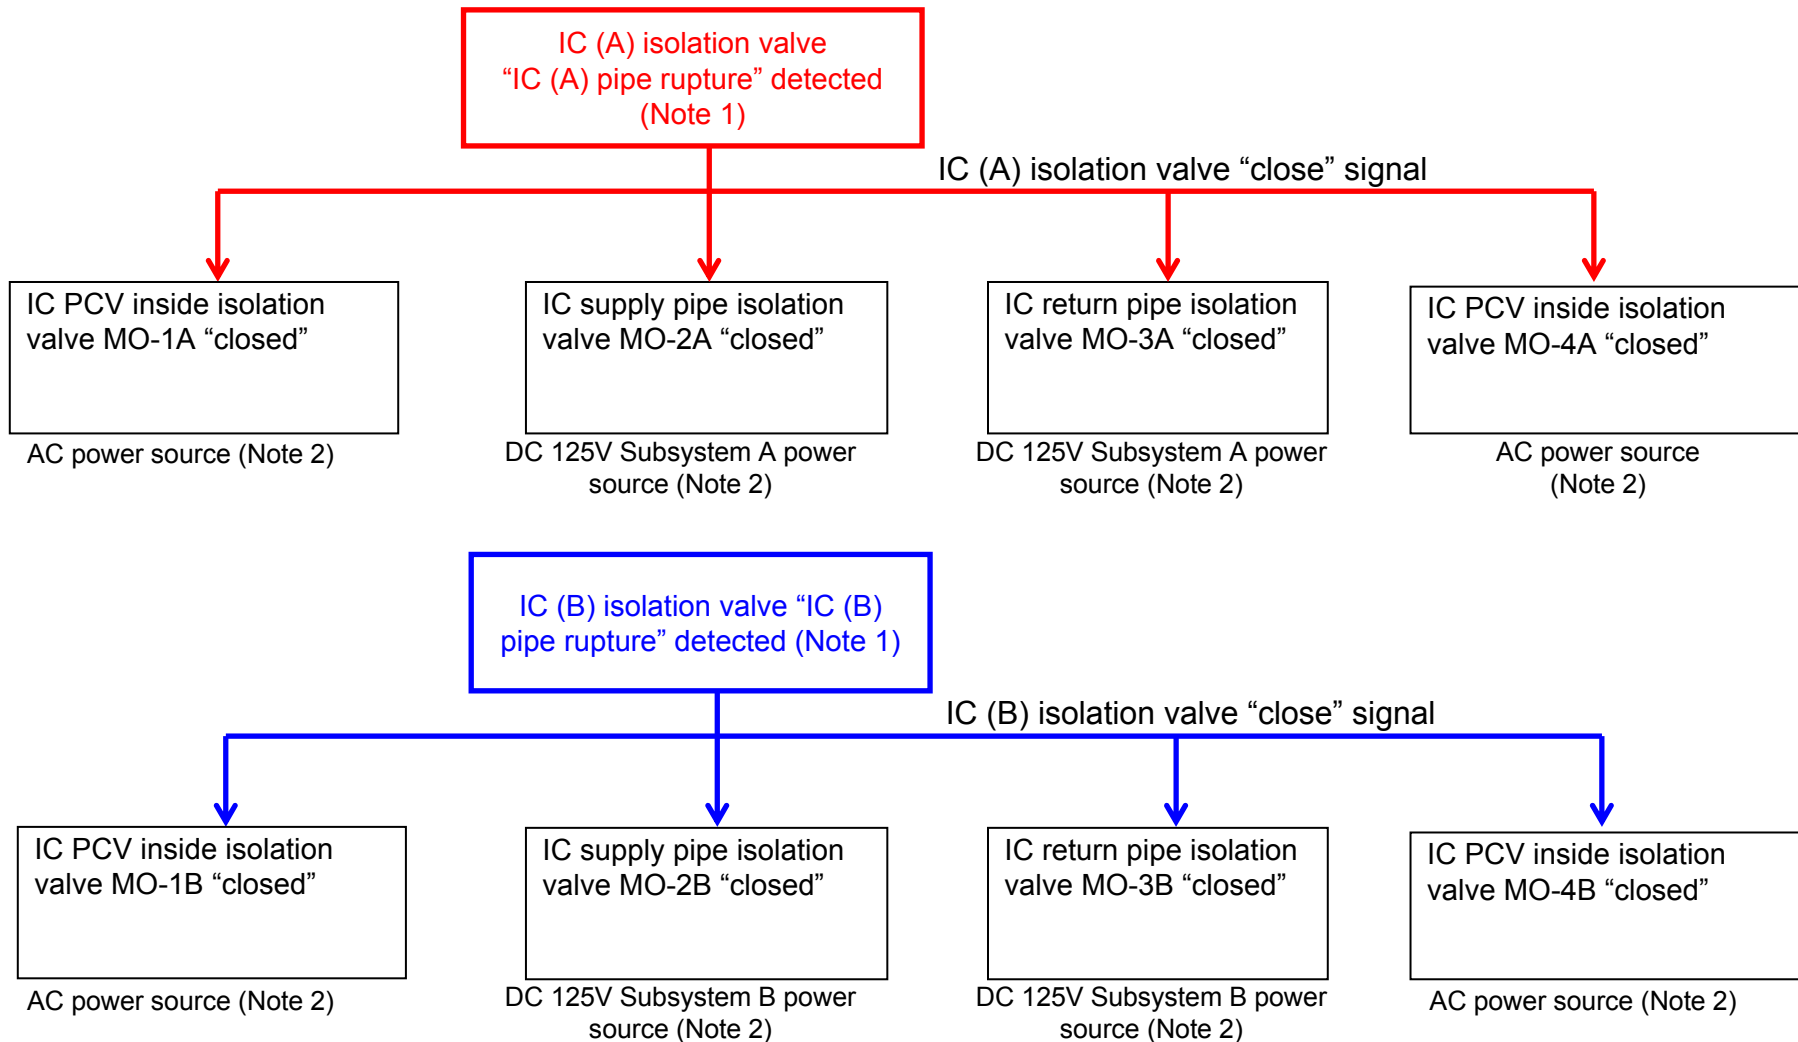 IC (A) isolation valve
“IC (A) pipe rupture” detected
(Note 1)
IC (A) isolation valve “close” signal
IC PCV inside isolation
valve MO-1A “closed”
AC power source (Note 2)
IC supply pipe isolation
valve MO-2A “closed”
DC 125V Subsystem A power
source (Note 2)
IC return pipe isolation
valve MO-3A “closed”
DC 125V Subsystem A power
source (Note 2)
IC PCV inside isolation
valve MO-4A “closed”
AC power source
(Note 2)
IC (B) isolation valve “IC (B)
pipe rupture” detected (Note 1)
IC (B) isolation valve “close” signal
IC PCV inside isolation
valve MO-1B “closed”
AC power source (Note 2)
IC supply pipe isolation
valve MO-2B “closed”
DC 125V Subsystem B power
source (Note 2)
IC return pipe isolation
valve MO-3B “closed”
DC 125V Subsystem B power
source (Note 2)
IC PCV inside isolation
valve MO-4B “closed”
AC power source (Note 2)